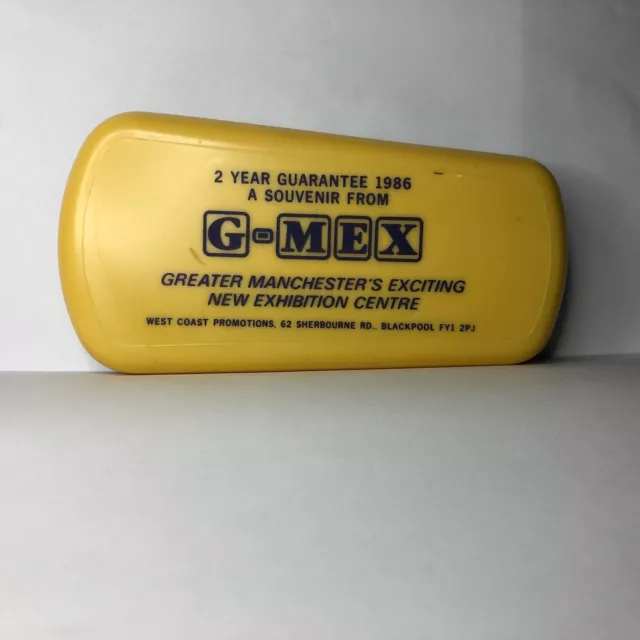 2 YEAR GUARANTEE 1986
A SOUVENIR FROM
G-MEX
GREATER MANCHESTER'S EXCITING
NEW EXHIBITION CENTRE
WEST COAST PROMOTIONS, 62 SHERBOURNE RD., BLACKPOOL FY1 2PJ